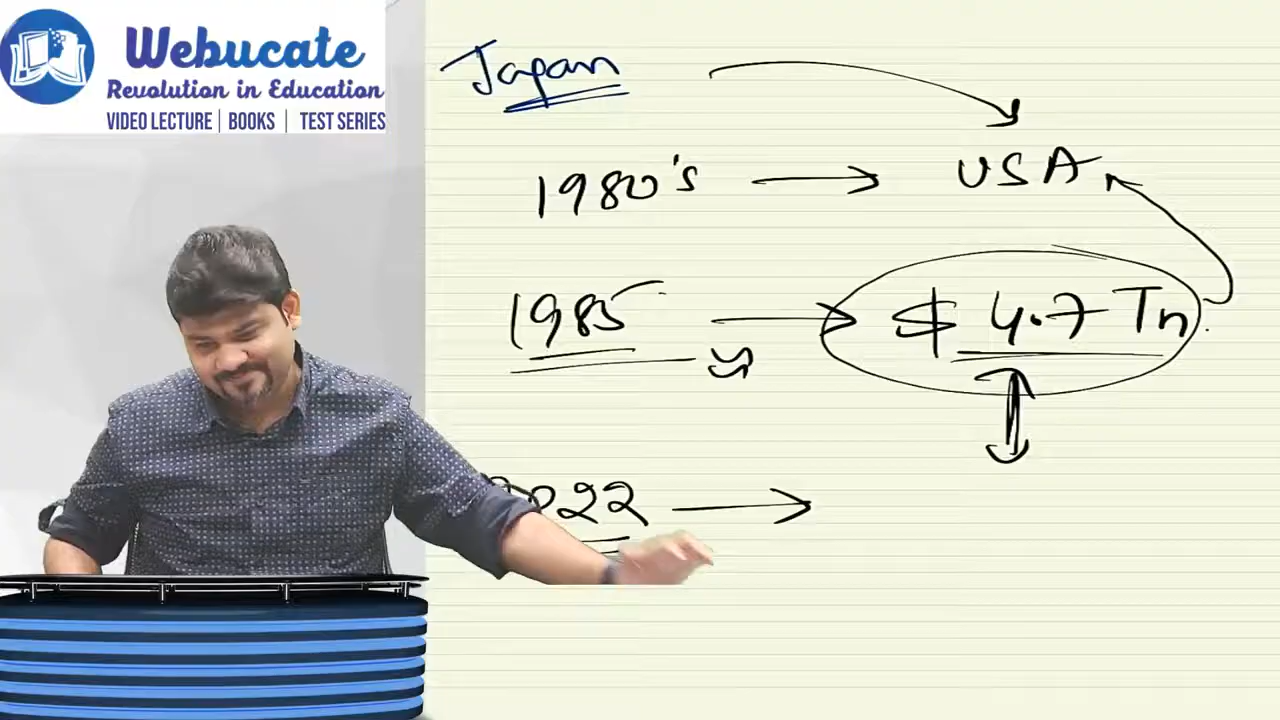 Webucate
Revolution in Education
VIDEO LECTURE | BOOKS | TEST SERIES
Japan
1980's → USA
1985 → $ 4.7 Tn.
2022 →